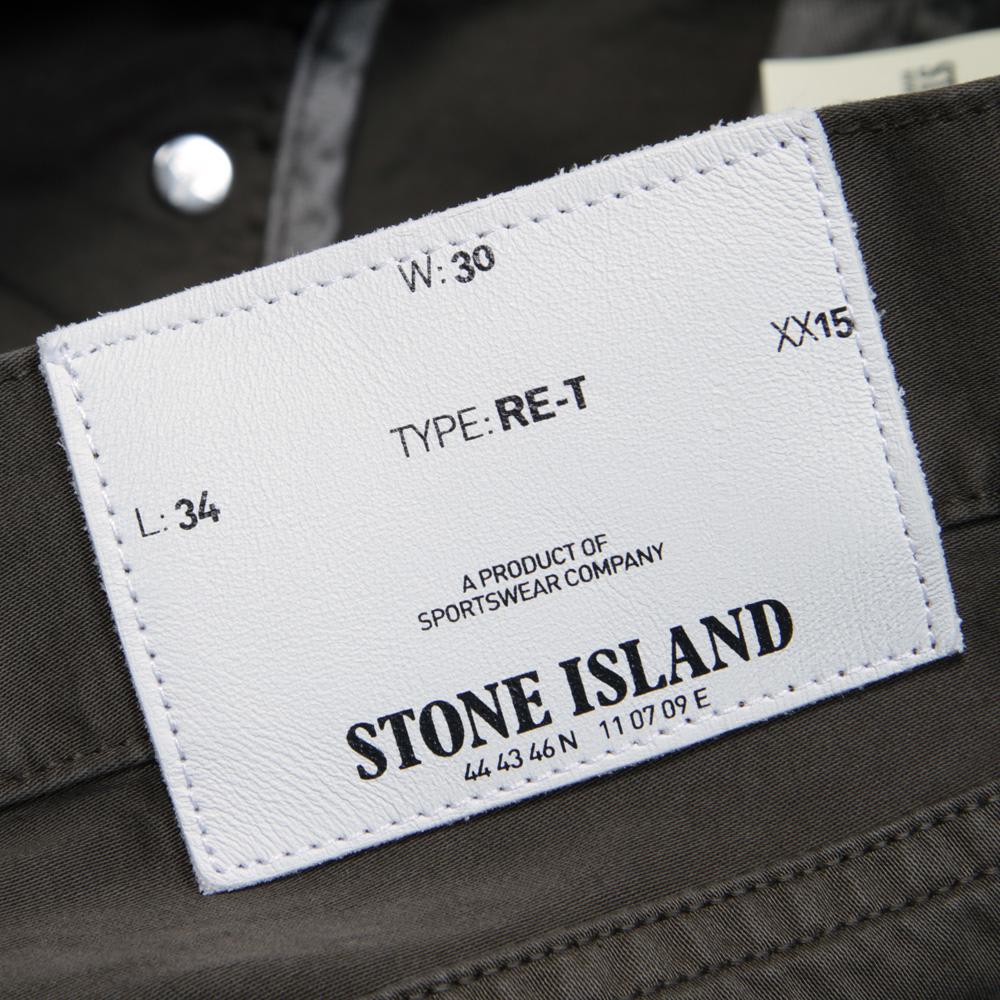 W: 30
XX15
TYPE: RE-T
L: 34
A PRODUCT OF
SPORTSWEAR COMPANY
STONE ISLAND
44 43 46 N 11 07 09 E